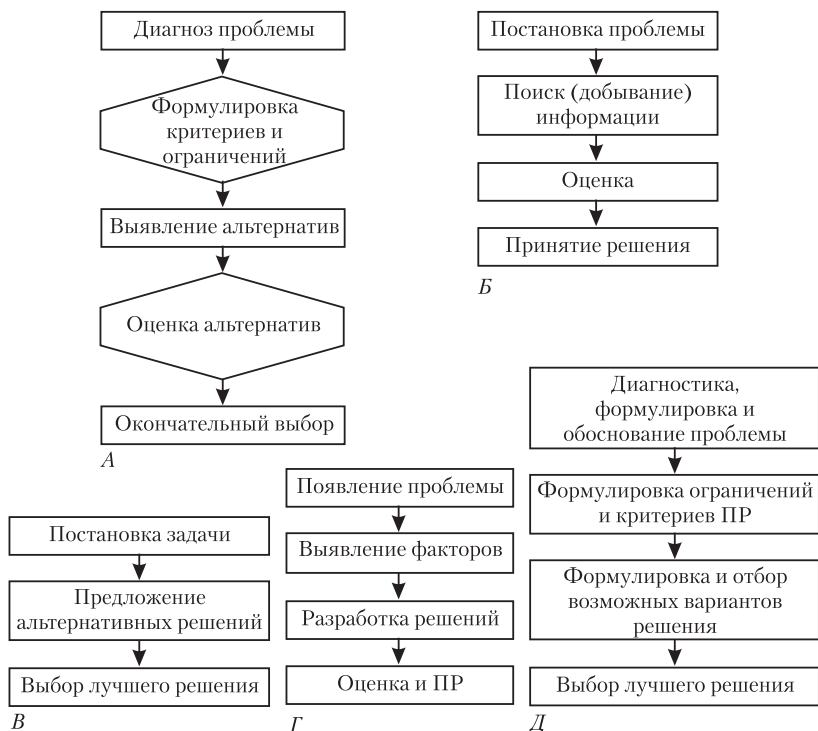 Диагноз проблемы
Формулировка
критериев и
ограничений
Выявление альтернатив
Оценка альтернатив
Окончательный выбор
А
Постановка проблемы
Поиск (добывание)
информации
Оценка
Принятие решения
Б
Постановка задачи
Предложение
альтернативных решений
Выбор лучшего решения
В
Появление проблемы
Выявление факторов
Разработка решений
Оценка и ПР
Г
Диагностика,
формулировка и
обоснование проблемы
Формулировка ограничений
и критериев ПР
Формулировка и отбор
возможных вариантов
решения
Выбор лучшего решения
Д